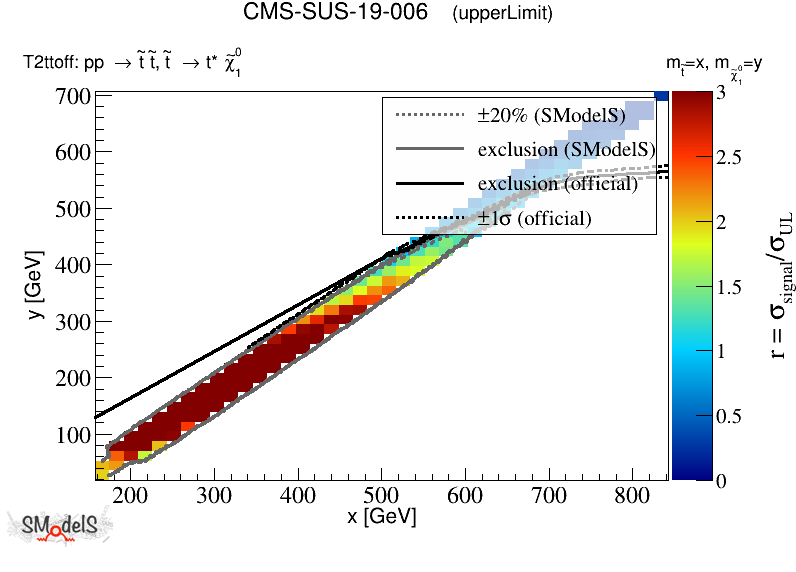 CMS-SUS-19-006 (upperLimit)
T2ttoff: pp → t̃ t̃, t̃ → t* χ̃⁰₁
m_t̃=x, m_χ̃⁰₁=y
700
600
500
400
300
200
100
y [GeV]
±20% (SModelS)
exclusion (SModelS)
exclusion (official)
±1σ (official)
200 300 400 500 600 700 800
x [GeV]
3
2.5
2
1.5
1
0.5
0
r = σ_signal/σ_UL
SModelS